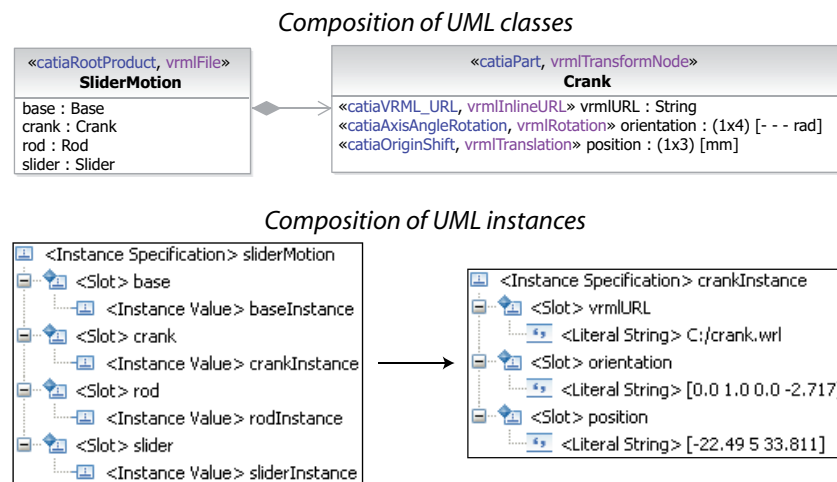 Composition of UML classes
«catiaRootProduct, vrmlFile»
SliderMotion
base : Base
crank : Crank
rod : Rod
slider : Slider
«catiaPart, vrmlTransformNode»
Crank
«catiaVRML_URL, vrmlInlineURL» vrmlURL : String
«catiaAxisAngleRotation, vrmlRotation» orientation : (1x4) [- - - rad]
«catiaOriginShift, vrmlTranslation» position : (1x3) [mm]
Composition of UML instances
<Instance Specification> sliderMotion
<Slot> base
<Instance Value> baseInstance
<Slot> crank
<Instance Value> crankInstance
<Slot> rod
<Instance Value> rodInstance
<Slot> slider
<Instance Value> sliderInstance
<Instance Specification> crankInstance
<Slot> vrmlURL
<Literal String> C:/crank.wrl
<Slot> orientation
<Literal String> [0.0 1.0 0.0 -2.717]
<Slot> position
<Literal String> [-22.49 5 33.811]